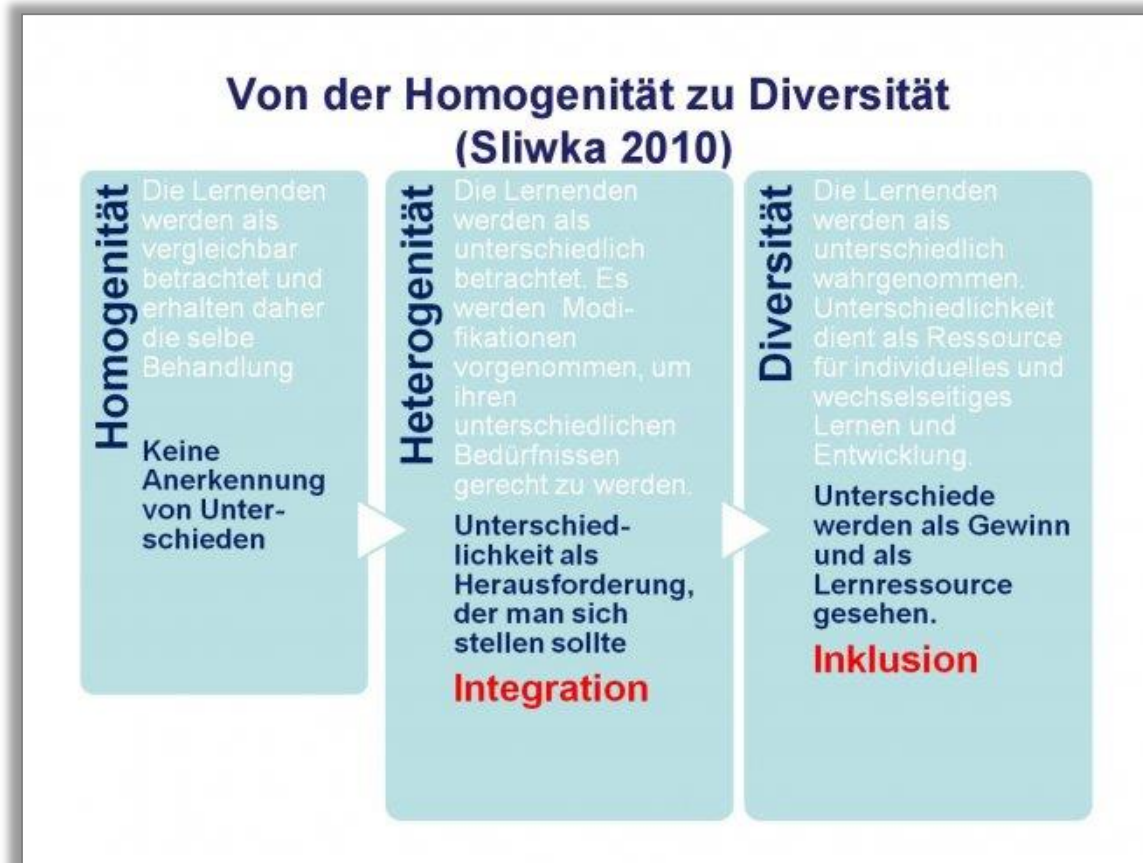 Von der Homogenität zu Diversität
(Sliwka 2010)
Homogenität
Die Lernenden
werden als
vergleichbar
betrachtet und
erhalten daher
die selbe
Behandlung
Keine
Anerkennung
von Unter-
schieden
Heterogenität
Die Lernenden
werden als
unterschiedlich
betrachtet. Es
werden Modi-
fikationen
vorgenommen, um
ihren
unterschiedlichen
Bedürfnissen
gerecht zu werden.
Unterschied-
lichkeit als
Herausforderung,
der man sich
stellen sollte
Integration
Diversität
Die Lernenden
werden als
unterschiedlich
wahrgenommen.
Unterschiedlichkeit
dient als Ressource
für individuelles und
wechselseitiges
Lernen und
Entwicklung.
Unterschiede
werden als Gewinn
und als
Lernressource
gesehen.
Inklusion